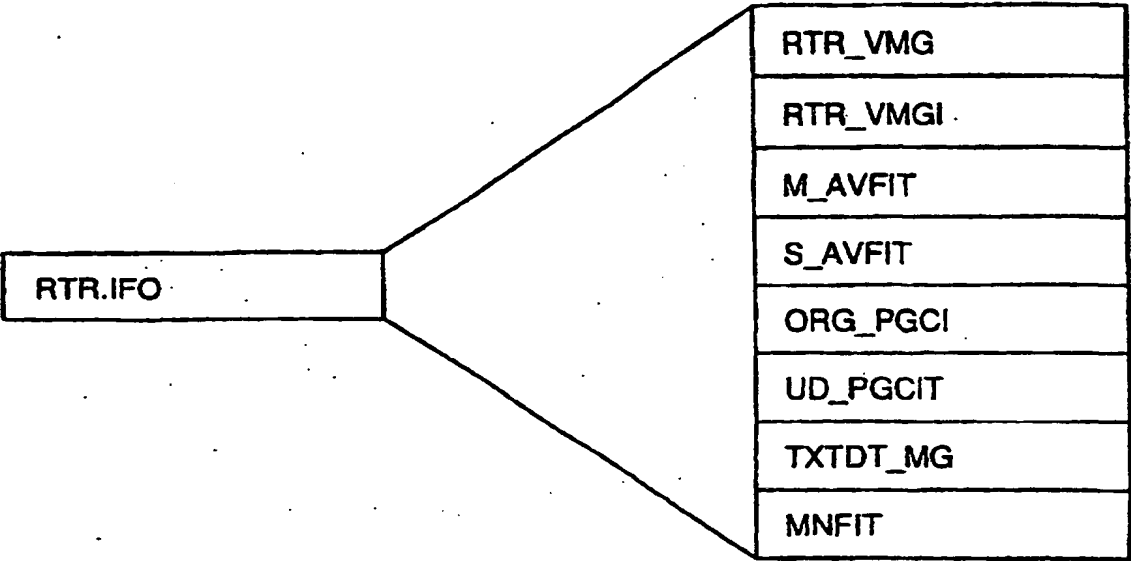 RTR.IFO
RTR_VMG
RTR_VMGI
M_AVFIT
S_AVFIT
ORG_PGCI
UD_PGCIT
TXTDT_MG
MNFIT